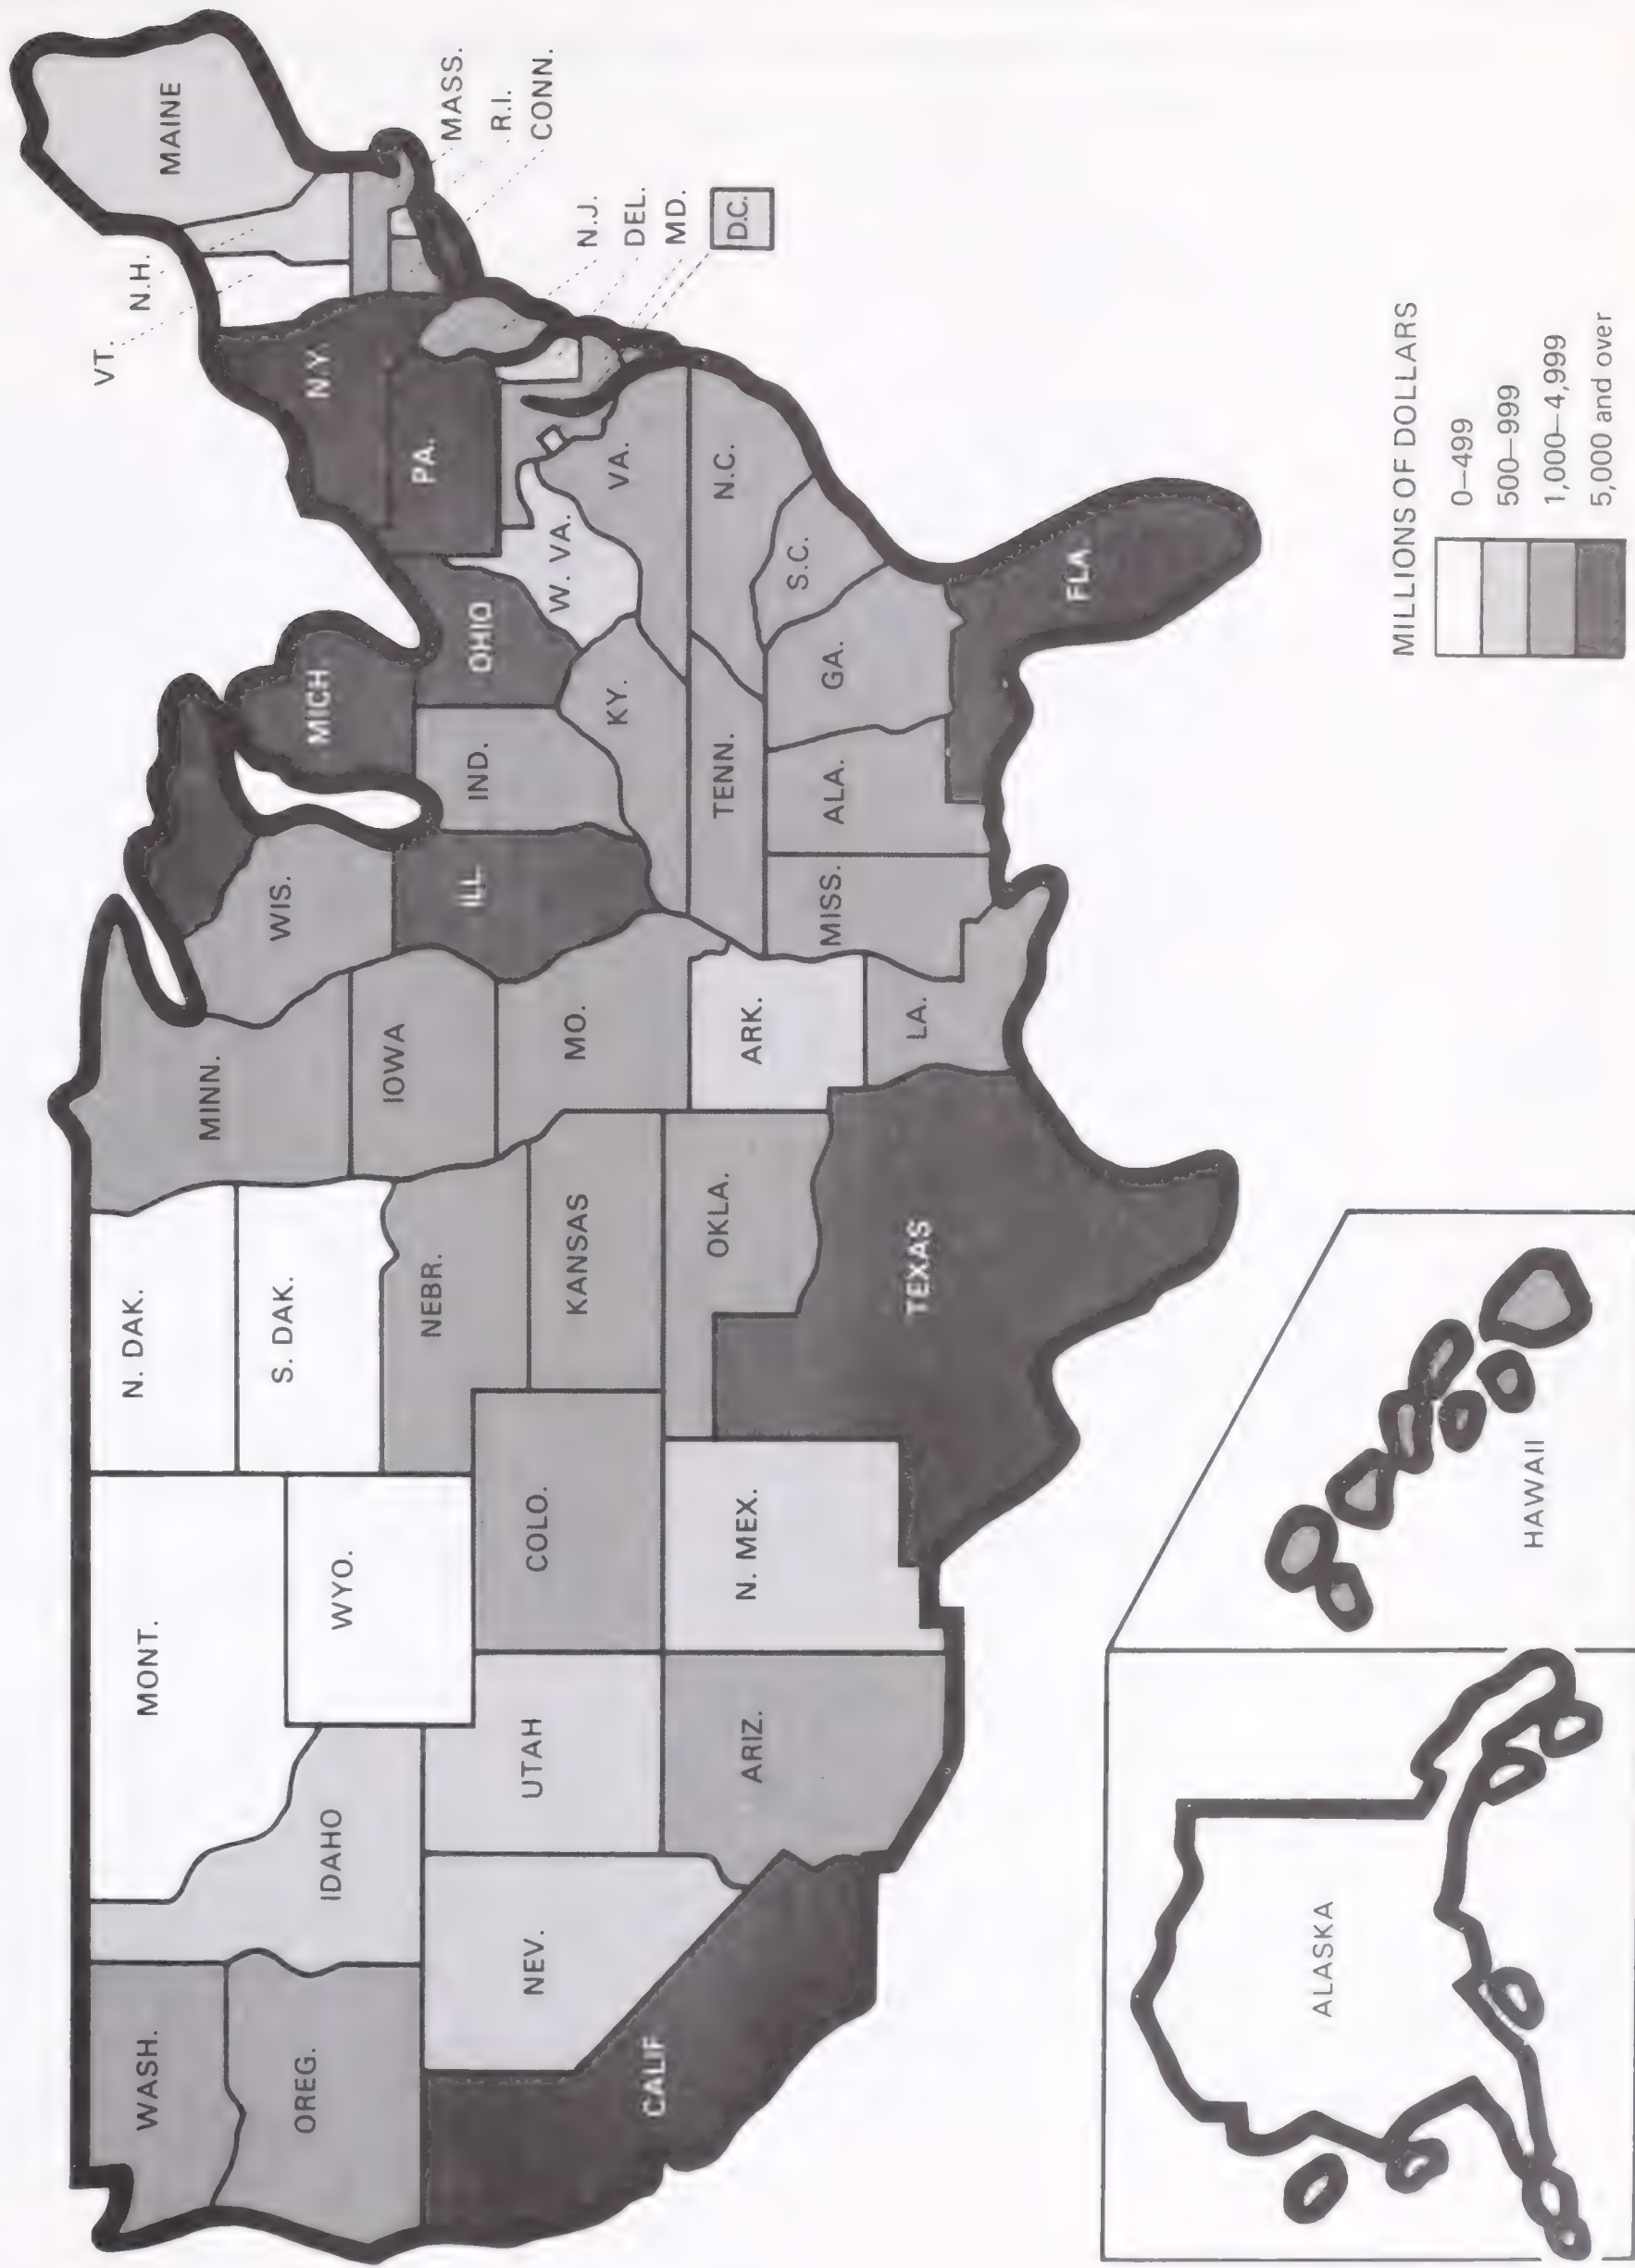 WASH.
OREG.
CALIF
IDAHO
NEV.
MONT.
WYO.
UTAH
ARIZ.
COLO.
N. MEX.
N. DAK.
S. DAK.
NEBR.
KANSAS
OKLA.
TEXAS
MINN.
IOWA
MO.
ARK.
LA.
WIS.
ILL.
MICH
IND.
OHIO
KY.
TENN.
MISS.
ALA.
GA.
FLA.
S.C.
N.C.
VA.
W. VA.
PA.
N.Y.
VT.
N.H.
MAINE
MASS.
R.I.
CONN.
N.J.
DEL.
MD.
D.C.
ALASKA
HAWAII
MILLIONS OF DOLLARS
0–499
500–999
1,000–4,999
5,000 and over